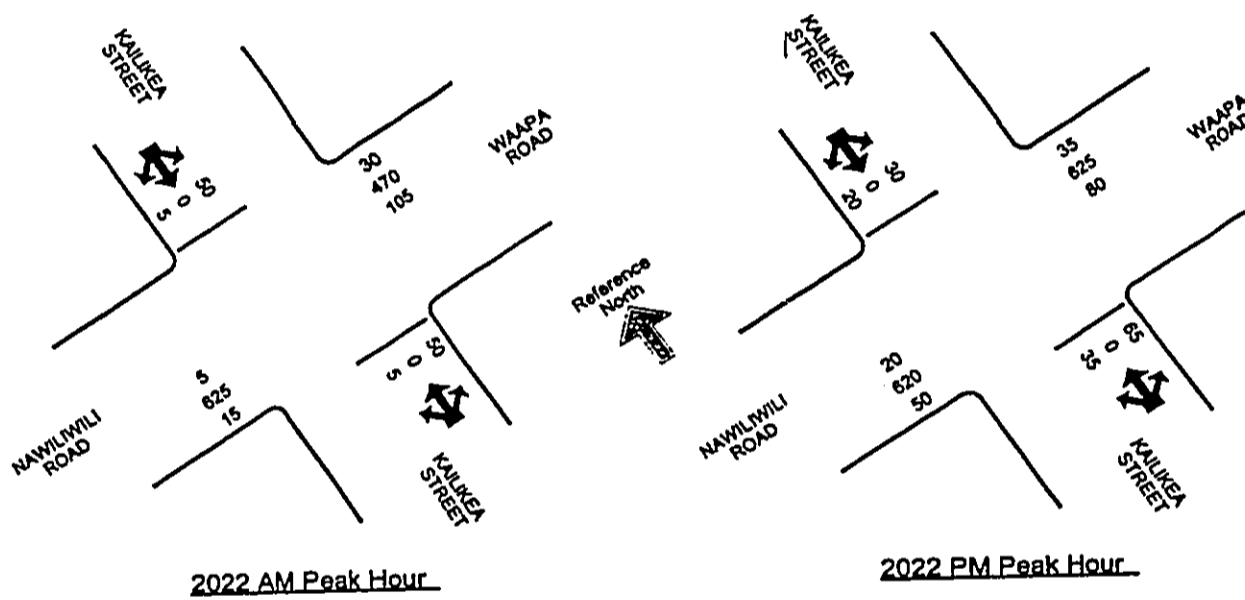 KAILIKEA
STREET
WAAPA
ROAD
30
470
105
50
0
5
50
0
5
5
625
15
NAWILIWILI
ROAD
KAILIKEA
STREET
2022 AM Peak Hour
Reference
North
KAILIKEA
STREET
WAAPA
ROAD
35
625
80
30
0
20
65
0
35
20
620
50
NAWILIWILI
ROAD
KAILIKEA
STREET
2022 PM Peak Hour